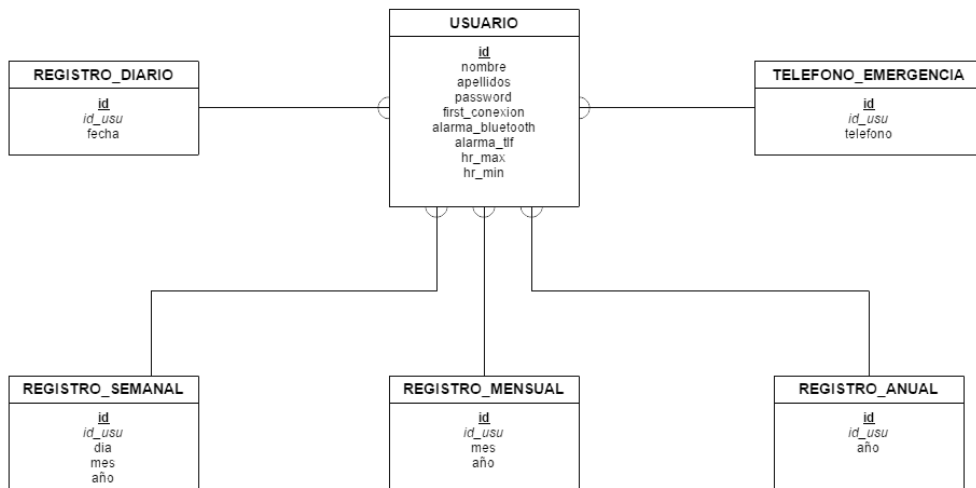 USUARIO
id
nombre
apellidos
password
first_conexion
alarma_bluetooth
alarma_tlf
hr_max
hr_min
REGISTRO_DIARIO
id
id_usu
fecha
TELEFONO_EMERGENCIA
id
id_usu
telefono
REGISTRO_SEMANAL
id
id_usu
dia
mes
año
REGISTRO_MENSUAL
id
id_usu
mes
año
REGISTRO_ANUAL
id
id_usu
año